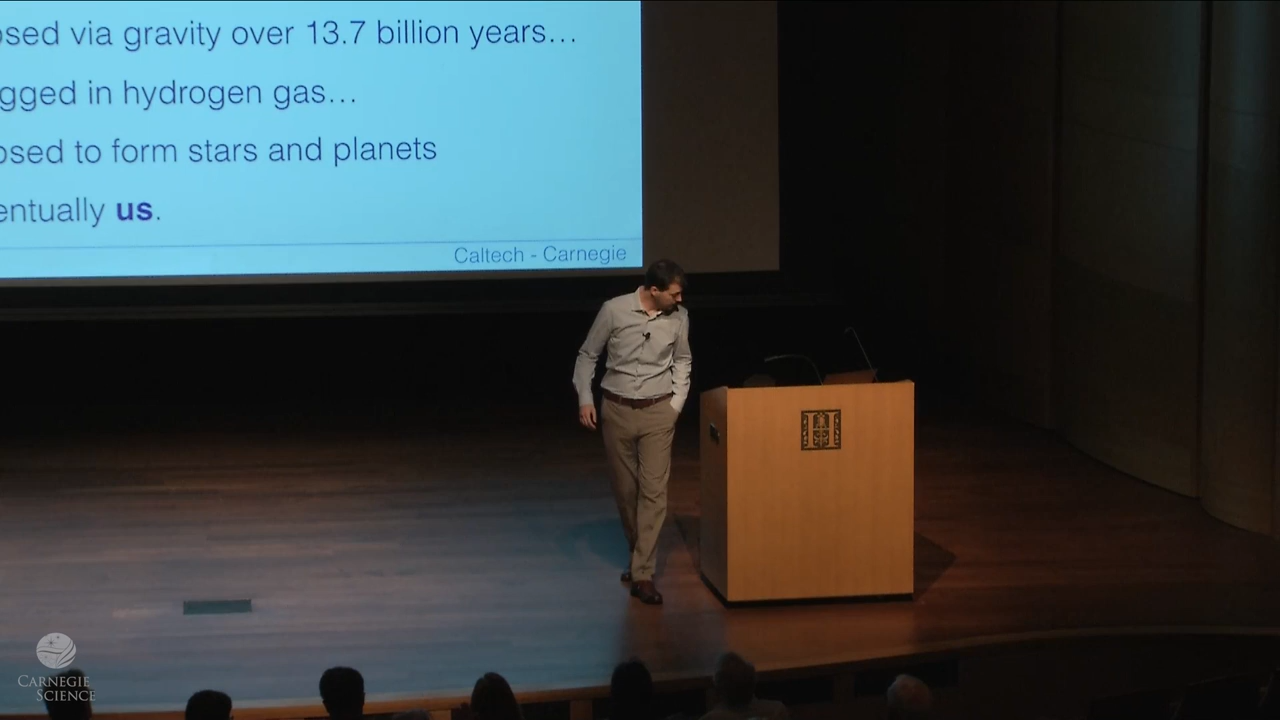 osed via gravity over 13.7 billion years...
gged in hydrogen gas...
osed to form stars and planets
entually us.
Caltech - Carnegie
H
CARNEGIE
SCIENCE